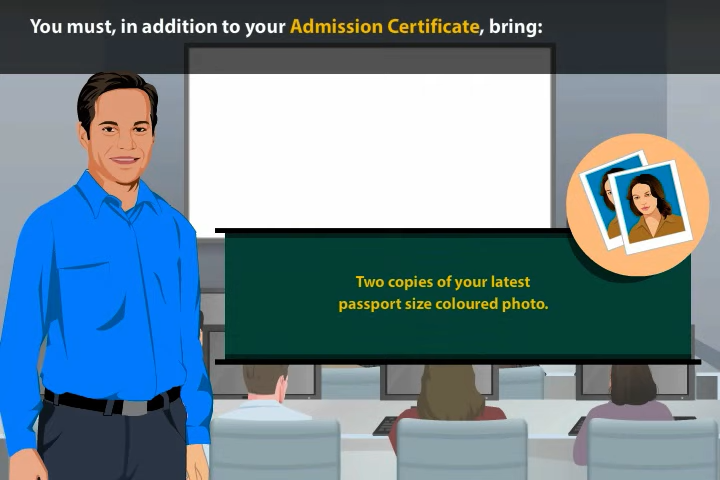 You must, in addition to your Admission Certificate, bring:
Two copies of your latest
passport size coloured photo.